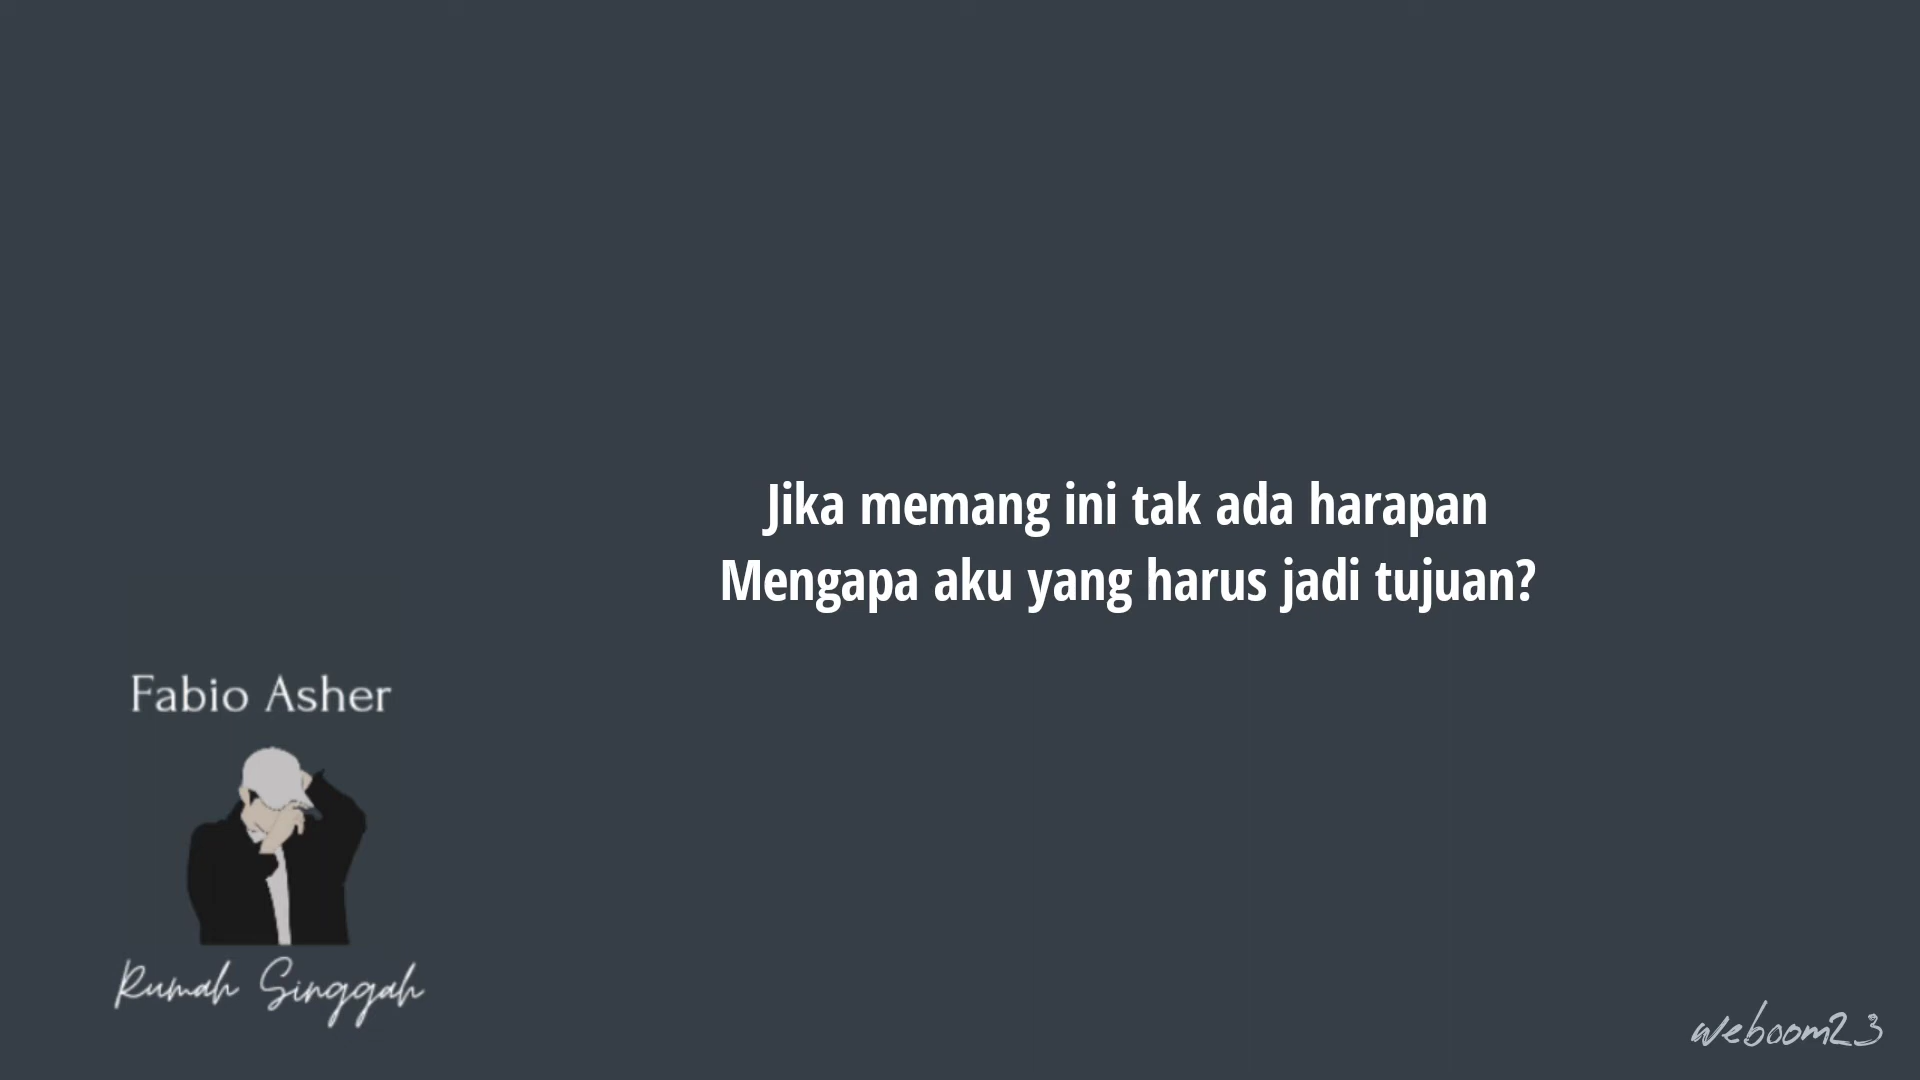 Jika memang ini tak ada harapan
Mengapa aku yang harus jadi tujuan?
Fabio Asher
Rumah Singgah
weboom23